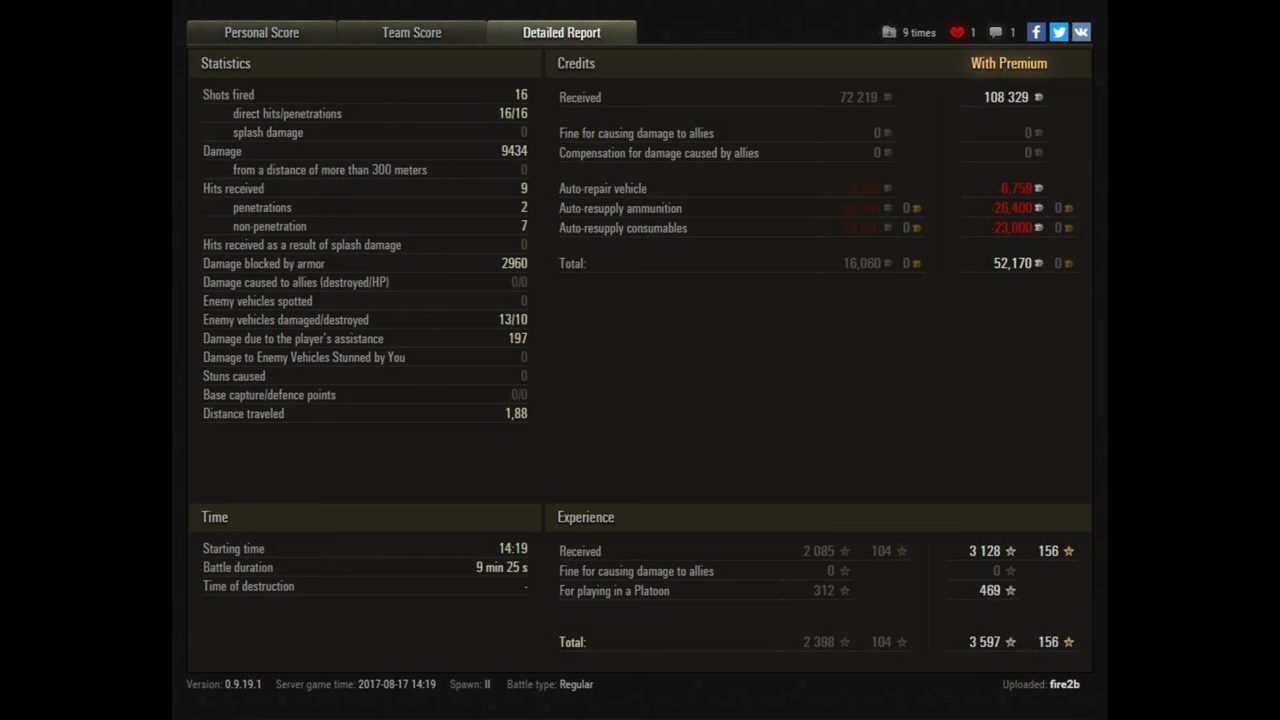 Personal Score Team Score Detailed Report 9 times 1 1
Statistics
Shots fired 16
direct hits/penetrations 16/16
splash damage 0
Damage 9434
from a distance of more than 300 meters 0
Hits received 9
penetrations 2
non-penetration 7
Hits received as a result of splash damage 0
Damage blocked by armor 2960
Damage caused to allies (destroyed/HP) 0/0
Enemy vehicles spotted 0
Enemy vehicles damaged/destroyed 13/10
Damage due to the player's assistance 197
Damage to Enemy Vehicles Stunned by You 0
Stuns caused 0
Base capture/defence points 0/0
Distance traveled 1,88
Credits With Premium
Received 72 219 108 329
Fine for causing damage to allies 0 0
Compensation for damage caused by allies 0 0
Auto-repair vehicle -6,759
Auto-resupply ammunition 0 -26,400 0
Auto-resupply consumables 0 -23,000 0
Total: 16,060 0 52,170 0
Time
Starting time 14:19
Battle duration 9 min 25 s
Time of destruction -
Experience
Received 2 085 104 3 128 156
Fine for causing damage to allies 0 0
For playing in a Platoon 312 469
Total: 2 398 104 3 597 156
Version: 0.9.19.1 Server game time: 2017-08-17 14:19 Spawn: II Battle type: Regular Uploaded: fire2b